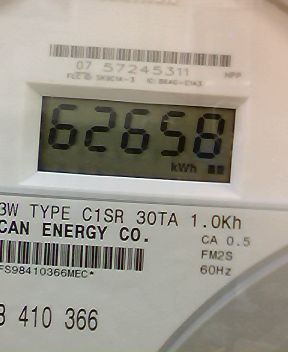 07 57245311 HPP
62658
kWh
3W TYPE C1SR 30TA 1.0Kh
CAN ENERGY CO.
CA 0.5
FM2S
60Hz
FS98410366MEC*
410 366